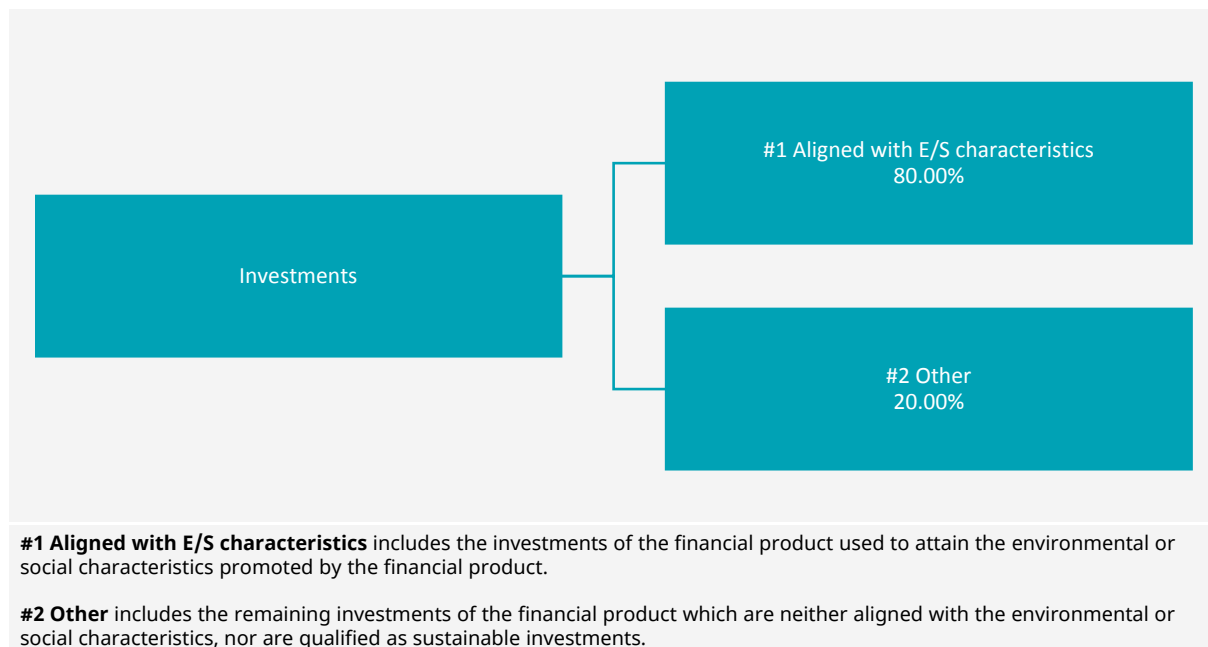 #1 Aligned with E/S characteristics
80.00%
Investments
#2 Other
20.00%
#1 Aligned with E/S characteristics includes the investments of the financial product used to attain the environmental or
social characteristics promoted by the financial product.
#2 Other includes the remaining investments of the financial product which are neither aligned with the environmental or
social characteristics, nor are qualified as sustainable investments.